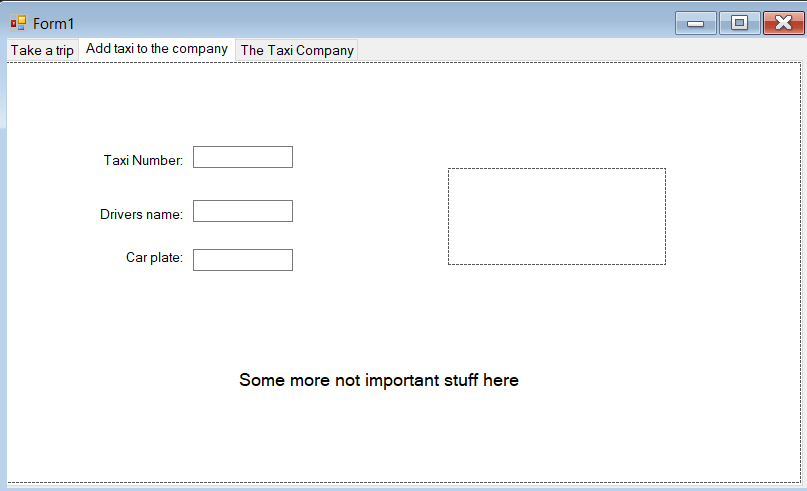 Form1
Take a trip
Add taxi to the company
The Taxi Company
Taxi Number:
Drivers name:
Car plate:
Some more not important stuff here